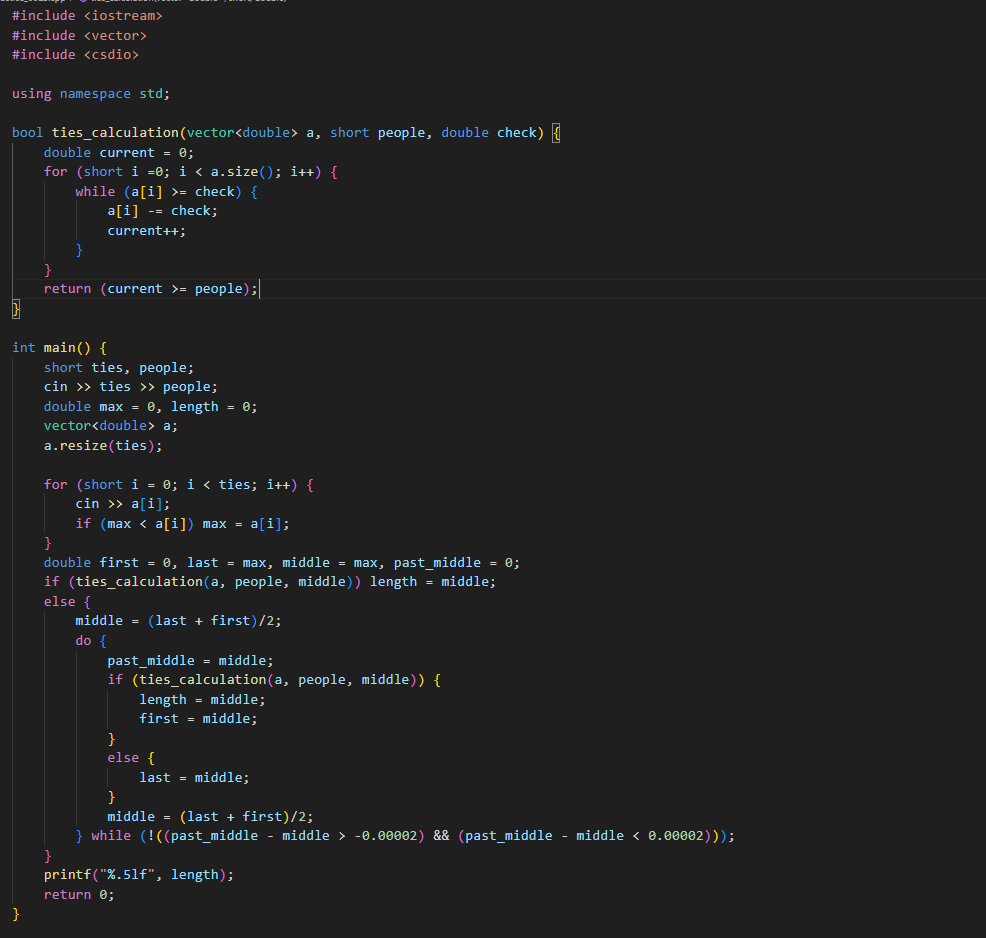 #include <iostream>
#include <vector>
#include <csdio>
using namespace std;
bool ties_calculation(vector<double> a, short people, double check) {
    double current = 0;
    for (short i =0; i < a.size(); i++) {
        while (a[i] >= check) {
            a[i] -= check;
            current++;
        }
    }
    return (current >= people);
}
int main() {
    short ties, people;
    cin >> ties >> people;
    double max = 0, length = 0;
    vector<double> a;
    a.resize(ties);
    for (short i = 0; i < ties; i++) {
        cin >> a[i];
        if (max < a[i]) max = a[i];
    }
    double first = 0, last = max, middle = max, past_middle = 0;
    if (ties_calculation(a, people, middle)) length = middle;
    else {
        middle = (last + first)/2;
        do {
            past_middle = middle;
            if (ties_calculation(a, people, middle)) {
                length = middle;
                first = middle;
            }
            else {
                last = middle;
            }
            middle = (last + first)/2;
        } while (!((past_middle - middle > -0.00002) && (past_middle - middle < 0.00002)));
    }
    printf("%.5lf", length);
    return 0;
}